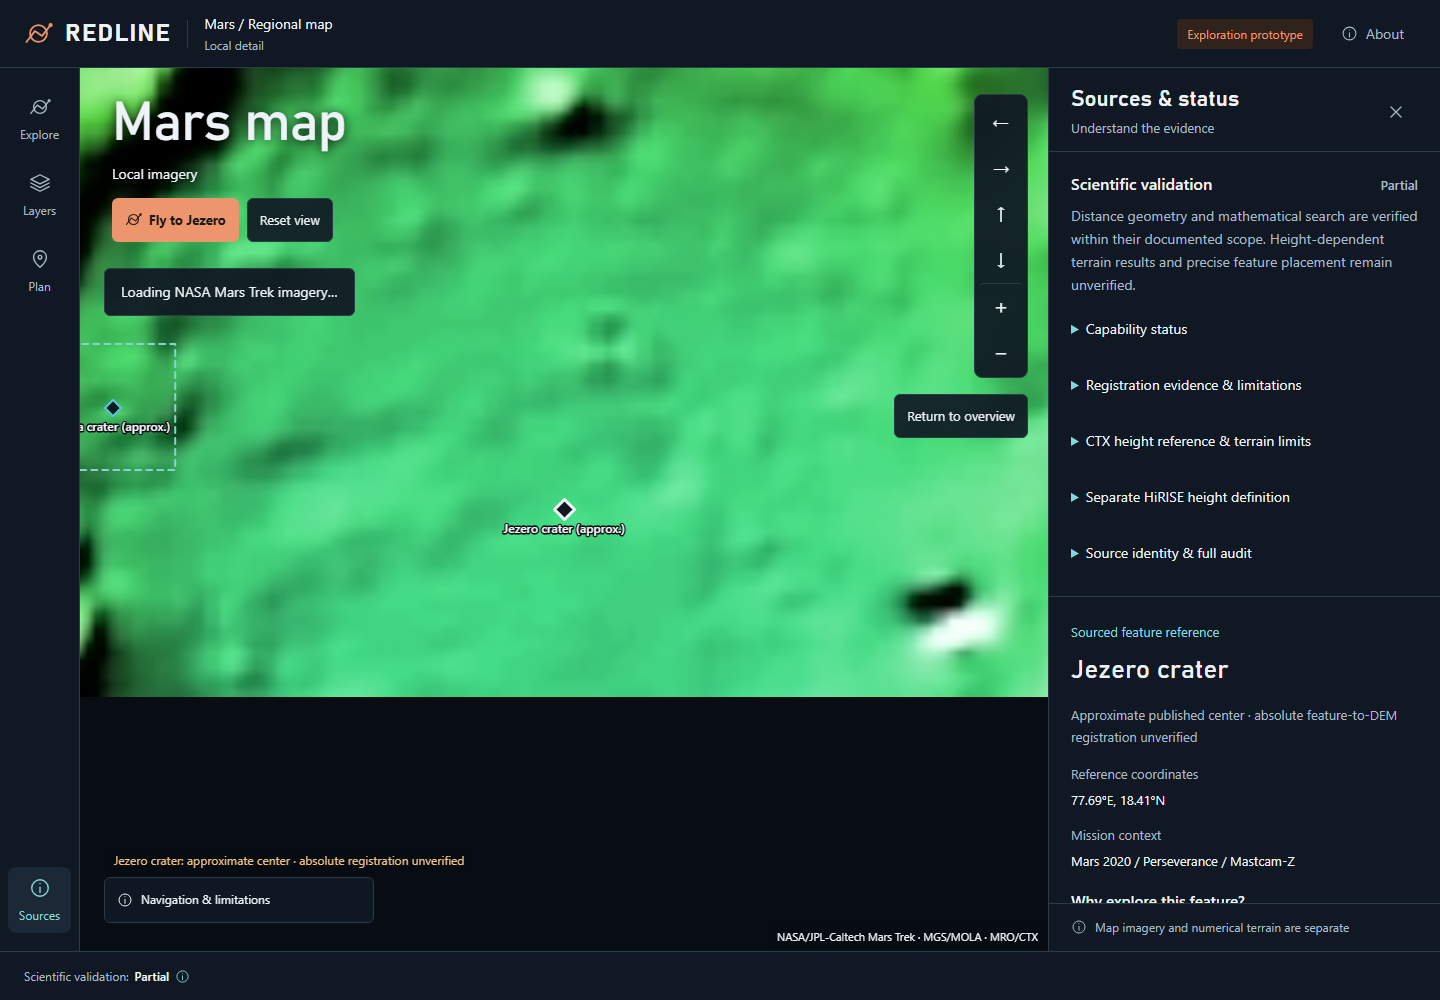 REDLINE
Mars / Regional map
Local detail
Exploration prototype
About
Explore
Layers
Plan
Sources
Mars map
Local imagery
Fly to Jezero
Reset view
Loading NASA Mars Trek imagery...
←
→
↑
↓
+
−
Return to overview
a crater (approx.)
Jezero crater (approx.)
Jezero crater: approximate center · absolute registration unverified
Navigation & limitations
NASA/JPL-Caltech Mars Trek · MGS/MOLA · MRO/CTX
Sources & status
Understand the evidence
Scientific validation
Partial
Distance geometry and mathematical search are verified
within their documented scope. Height-dependent
terrain results and precise feature placement remain
unverified.
Capability status
Registration evidence & limitations
CTX height reference & terrain limits
Separate HiRISE height definition
Source identity & full audit
Sourced feature reference
Jezero crater
Approximate published center · absolute feature-to-DEM
registration unverified
Reference coordinates
77.69°E, 18.41°N
Mission context
Mars 2020 / Perseverance / Mastcam-Z
Why explore this feature?
Map imagery and numerical terrain are separate
Scientific validation: Partial